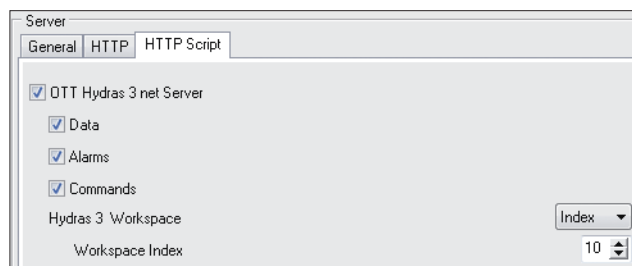 Server
General HTTP HTTP Script
OTT Hydras 3 net Server
Data
Alarms
Commands
Hydras 3 Workspace Index
Workspace Index 10